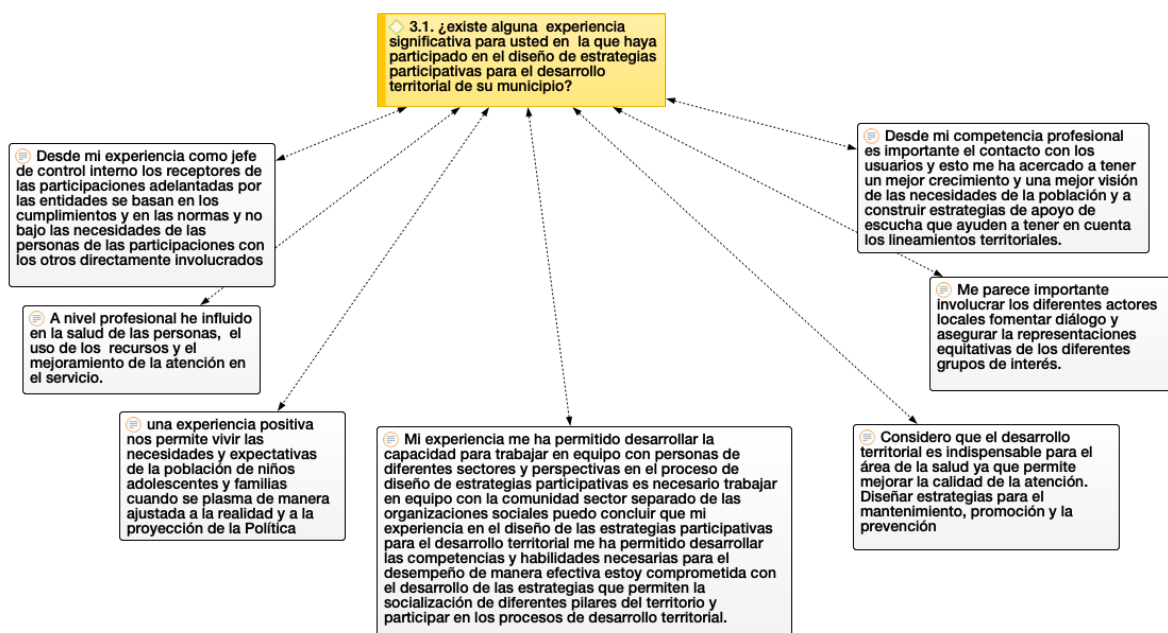 3.1. ¿existe alguna experiencia
significativa para usted en la que haya
participado en el diseño de estrategias
participativas para el desarrollo
territorial de su municipio?
Desde mi experiencia como jefe
de control interno los receptores de
las participaciones adelantadas por
las entidades se basan en los
cumplimientos y en las normas y no
bajo las necesidades de las
personas de las participaciones con
los otros directamente involucrados
Desde mi competencia profesional
es importante el contacto con los
usuarios y esto me ha acercado a tener
un mejor crecimiento y una mejor visión
de las necesidades de la población y a
construir estrategias de apoyo de
escucha que ayuden a tener en cuenta
los lineamientos territoriales.
A nivel profesional he influido
en la salud de las personas, el
uso de los recursos y el
mejoramiento de la atención en
el servicio.
Me parece importante
involucrar los diferentes actores
locales fomentar diálogo y
asegurar la representaciones
equitativas de los diferentes
grupos de interés.
una experiencia positiva
nos permite vivir las
necesidades y expectativas
de la población de niños
adolescentes y familias
cuando se plasma de manera
ajustada a la realidad y a la
proyección de la Política
Mi experiencia me ha permitido desarrollar la
capacidad para trabajar en equipo con personas de
diferentes sectores y perspectivas en el proceso de
diseño de estrategias participativas es necesario trabajar
en equipo con la comunidad sector separado de las
organizaciones sociales puedo concluir que mi
experiencia en el diseño de las estrategias participativas
para el desarrollo territorial me ha permitido desarrollar
las competencias y habilidades necesarias para el
desempeño de manera efectiva estoy comprometida con
el desarrollo de las estrategias que permiten la
socialización de diferentes pilares del territorio y
participar en los procesos de desarrollo territorial.
Considero que el desarrollo
territorial es indispensable para el
área de la salud ya que permite
mejorar la calidad de la atención.
Diseñar estrategias para el
mantenimiento, promoción y la
prevención